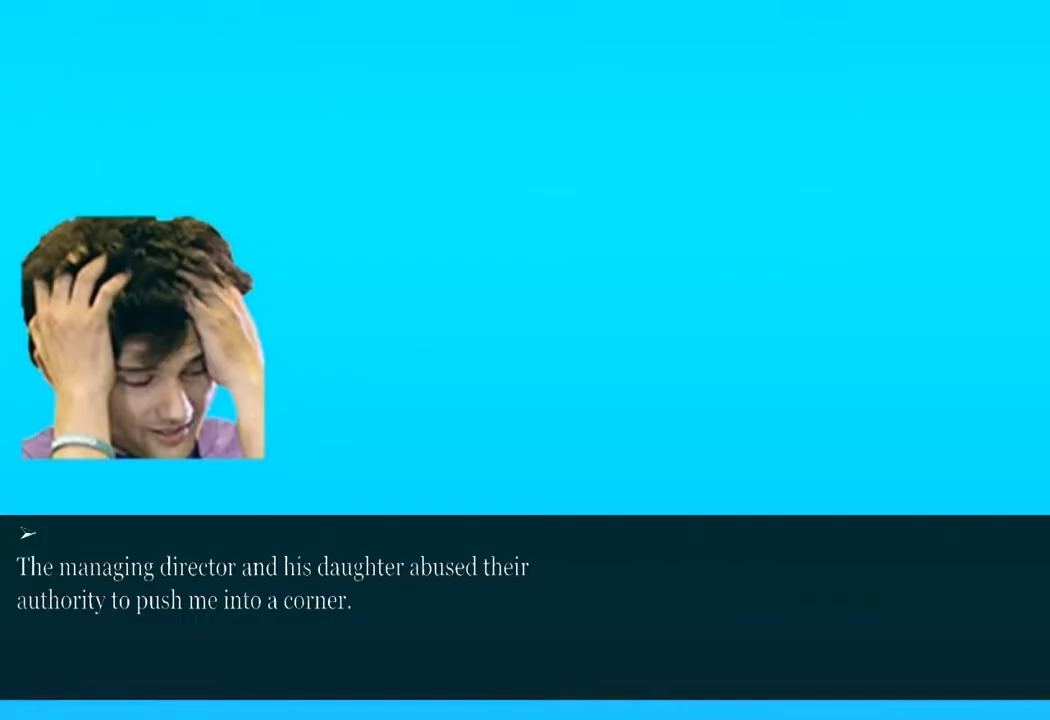 The managing director and his daughter abused their
authority to push me into a corner.